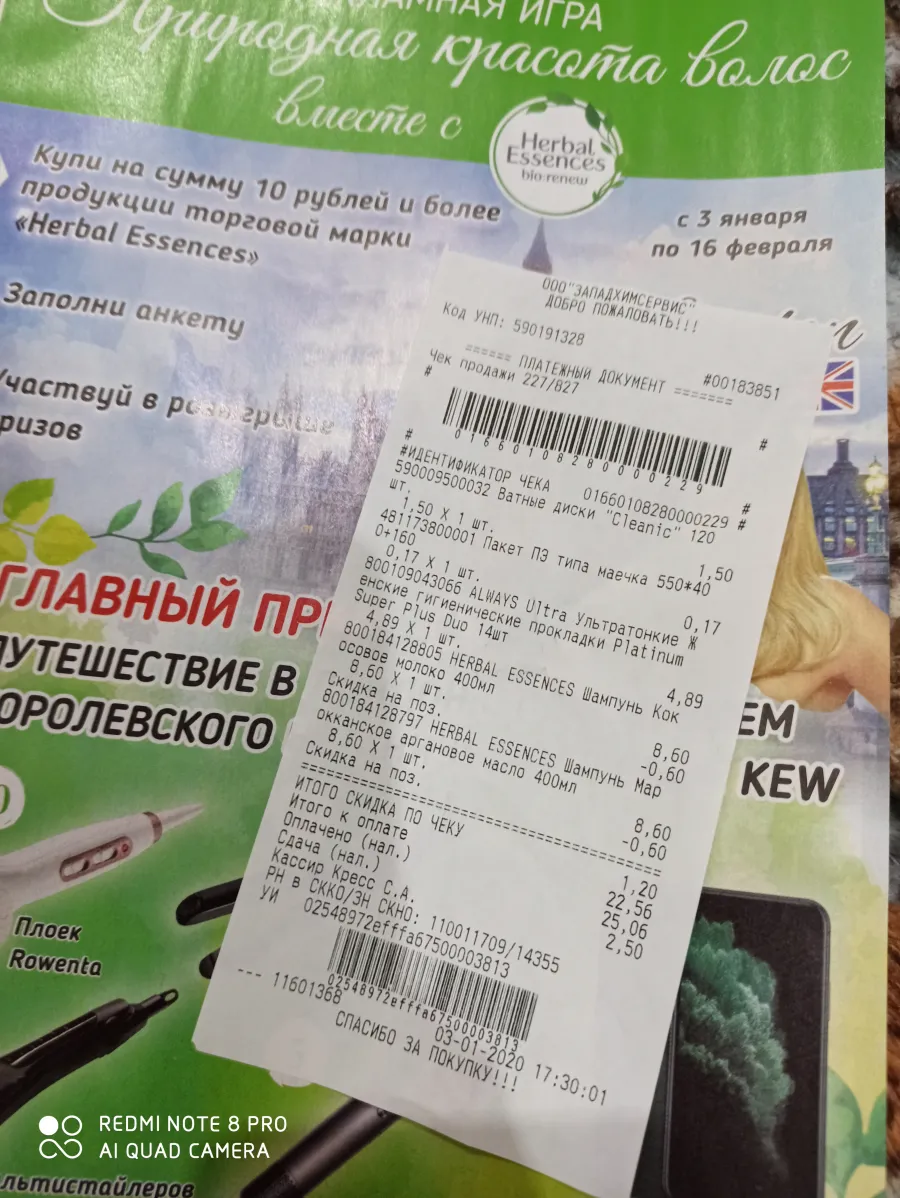 ИГРА
Природная красота волос
вместе с
Herbal
Essences
bio:renew
Купи на сумму 10 рублей и более
продукции торговой марки
«Herbal Essences»
с 3 января
по 16 февраля
Заполни анкету
Участвуй в розыгрыше
призов
ГЛАВНЫЙ
ПУТЕШЕСТВИЕ В
КОРОЛЕВСКОГО
KEW
Плоек
Rowenta
ООО"ЗАПАДХИМСЕРВИС"
ДОБРО ПОЖАЛОВАТЬ!!!
Код УНП: 590191328
====== ПЛАТЕЖНЫЙ ДОКУМЕНТ =======
Чек продажи 227/827 #00183851
# #
016601082800002 29
# #
#ИДЕНТИФИКАТОР ЧЕКА 01660108280000229 #
590009500032 Ватные диски "Cleanic" 120
шт.
1,50 X 1 шт. 1,50
481173800001 Пакет ПЭ типа маечка 550*40
0+160
0,17 X 1 шт. 0,17
800109043066 ALWAYS Ultra Ультратонкие Ж
енские гигиенические прокладки Platinum
Super Plus Duo 14шт
4,89 X 1 шт. 4,89
800184128805 HERBAL ESSENCES Шампунь Кок
осовое молоко 400мл
8,60 X 1 шт. 8,60
Скидка на поз. -0,60
800184128797 HERBAL ESSENCES Шампунь Мар
окканское аргановое масло 400мл
8,60 X 1 шт. 8,60
Скидка на поз. -0,60
========================================
ИТОГО СКИДКА ПО ЧЕКУ 1,20
Итого к оплате 22,56
Оплачено (нал.) 25,06
Сдача (нал.) 2,50
Кассир Кресс С.А.
РН в СККО/ЗН СКНО: 110011709/14355
УИ 02548972efffa67500003813
02548972efffa67500003813
--- 11601368 03-01-2020 17:30:01
СПАСИБО ЗА ПОКУПКУ!!!
REDMI NOTE 8 PRO
AI QUAD CAMERA